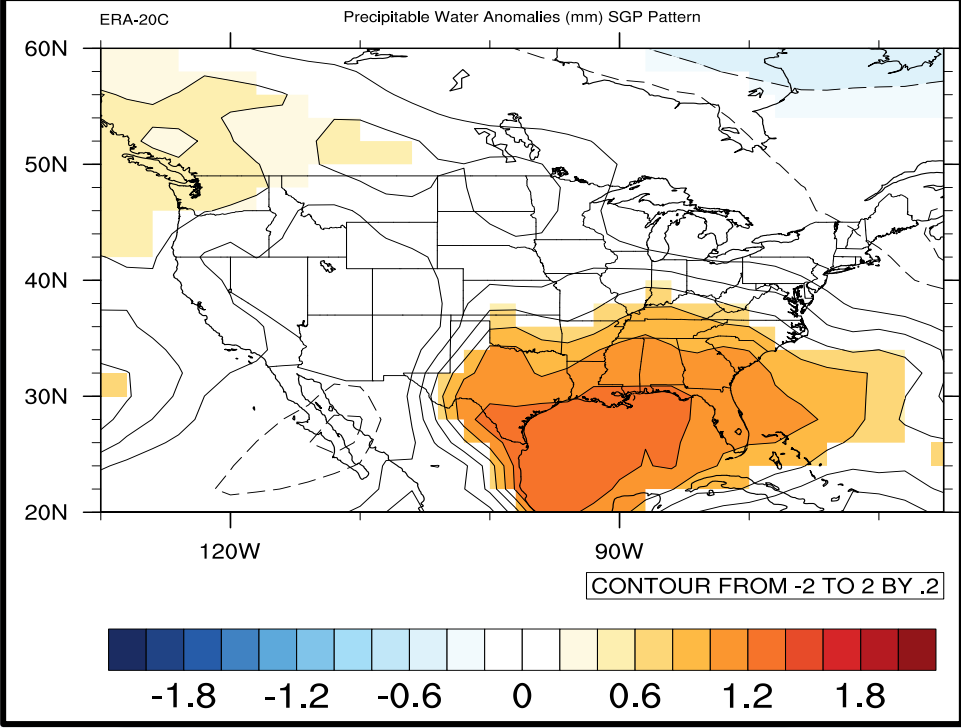 ERA-20C
Precipitable Water Anomalies (mm) SGP Pattern
60N
50N
40N
30N
20N
120W
90W
CONTOUR FROM -2 TO 2 BY .2
-1.8 -1.2 -0.6 0 0.6 1.2 1.8